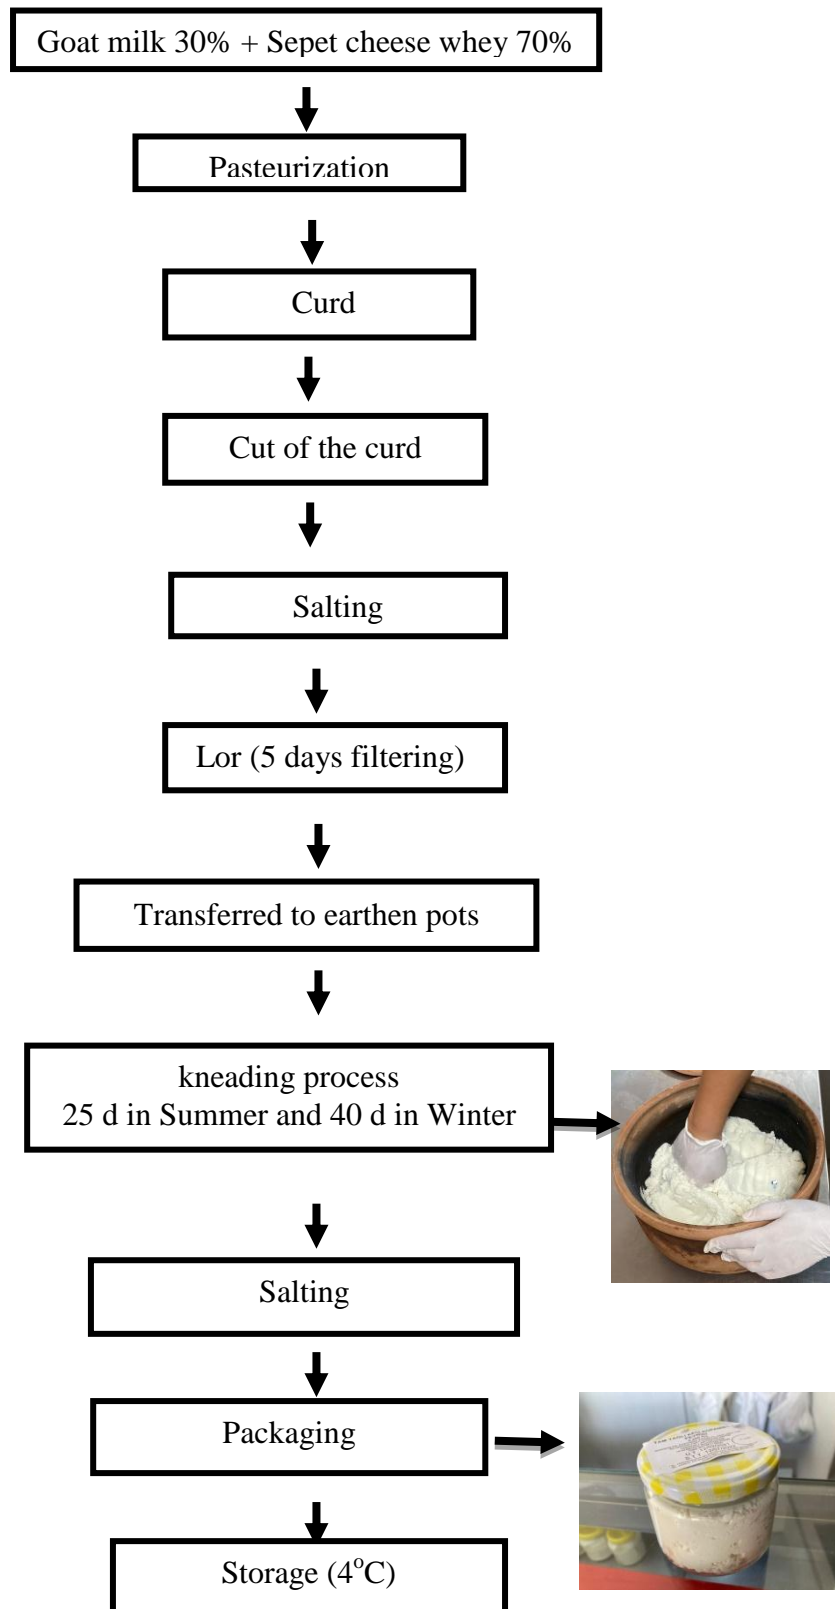 Goat milk 30% + Sepet cheese whey 70%
Pasteurization
Curd
Cut of the curd
Salting
Lor (5 days filtering)
Transferred to earthen pots
kneading process
25 d in Summer and 40 d in Winter
Salting
Packaging
Storage (4°C)